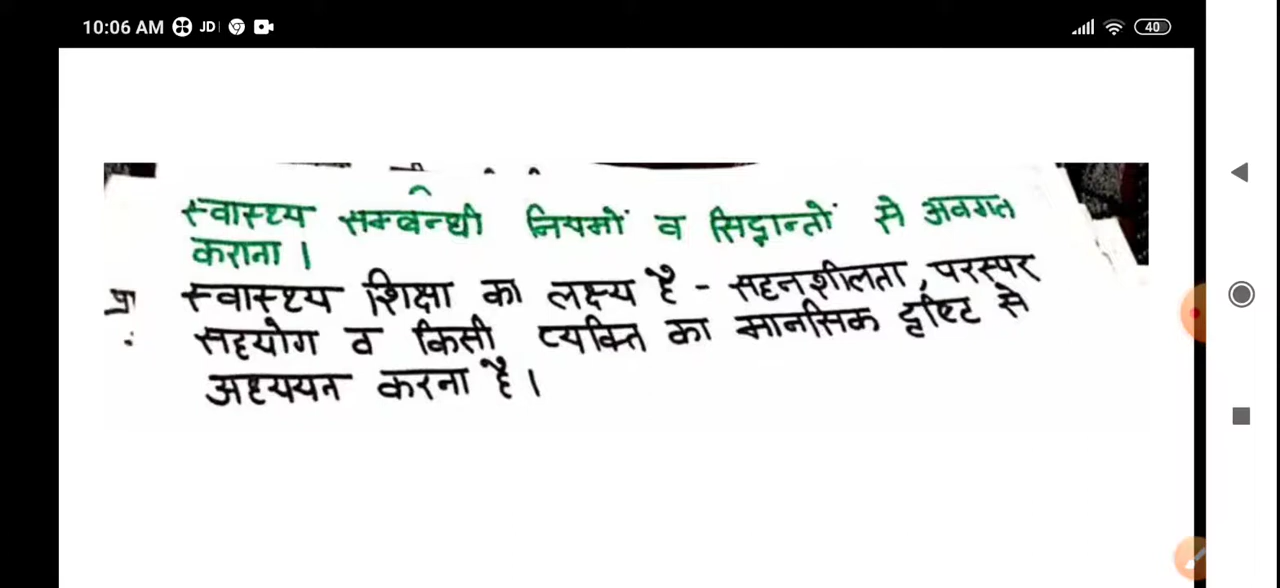 10:06 AM JD 40
स्वास्थ्य सम्बन्धी नियमों व सिद्धान्तों से अवगत
कराना।
स्वास्थ्य शिक्षा का लक्ष्य है - सहनशीलता, परस्पर
सहयोग व किसी व्यक्ति का मानसिक दृष्टि से
अध्ययन करना है।